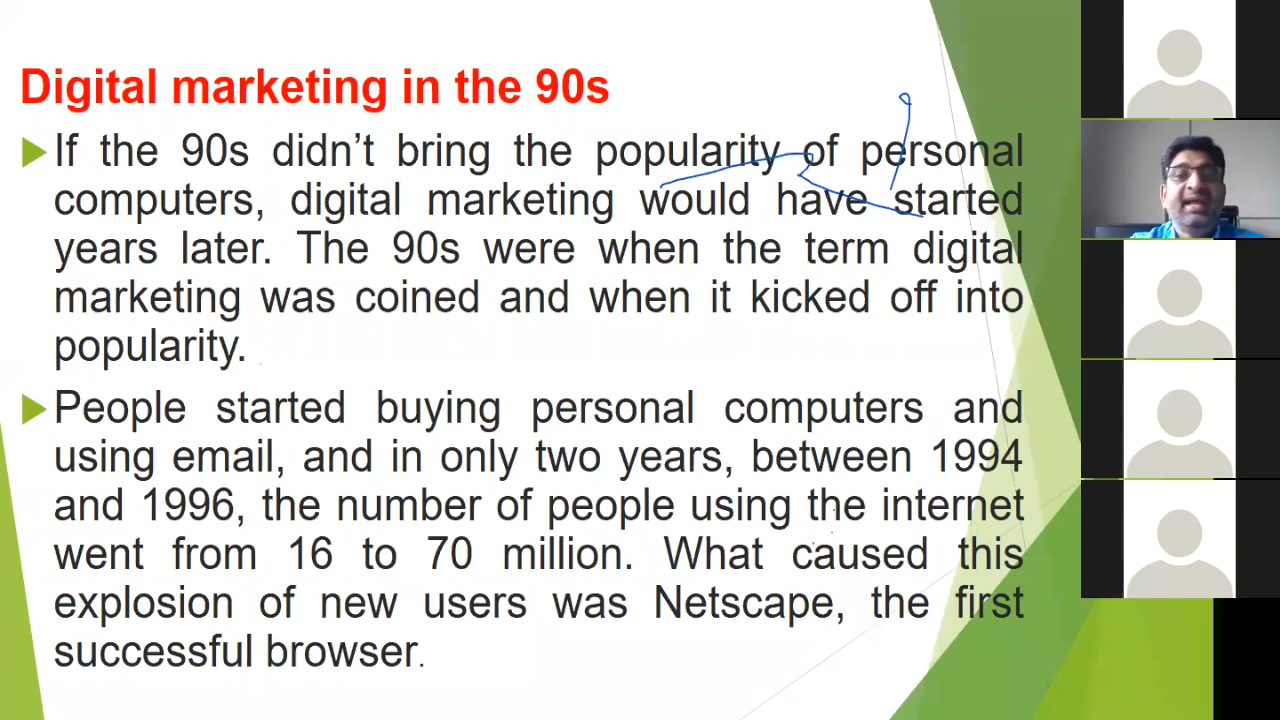 Digital marketing in the 90s
If the 90s didn't bring the popularity of personal
computers, digital marketing would have started
years later. The 90s were when the term digital
marketing was coined and when it kicked off into
popularity.
People started buying personal computers and
using email, and in only two years, between 1994
and 1996, the number of people using the internet
went from 16 to 70 million. What caused this
explosion of new users was Netscape, the first
successful browser.